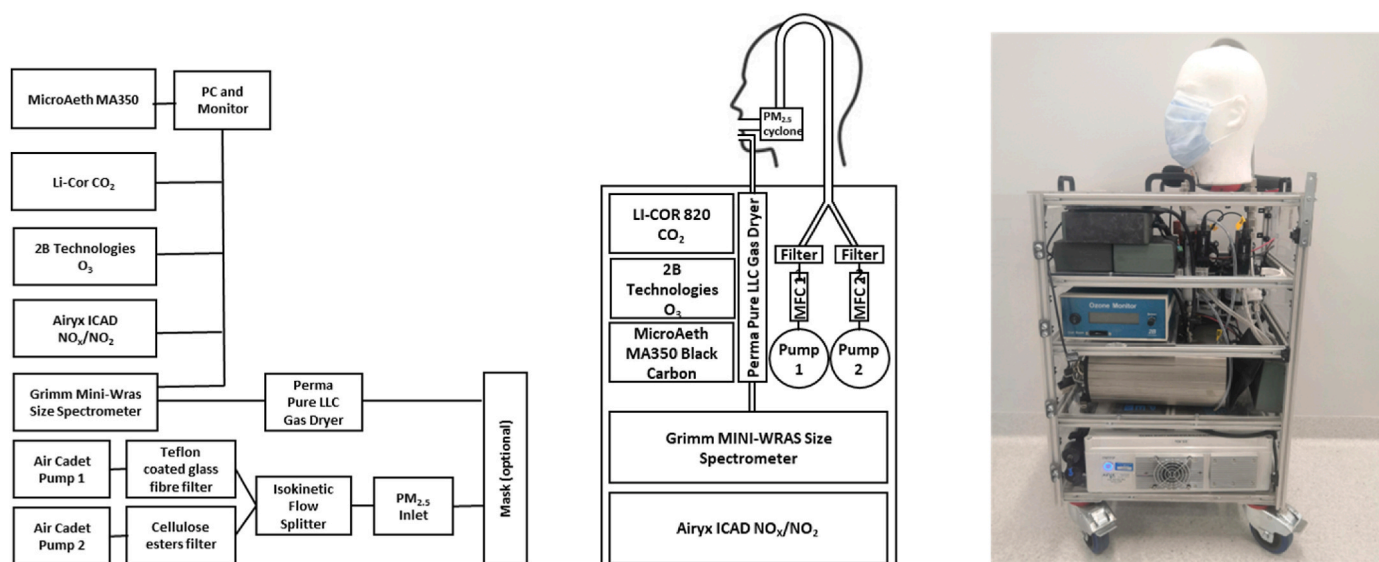 MicroAeth MA350
PC and
Monitor
Li-Cor CO₂
2B Technologies
O₃
Airyx ICAD
NOₓ/NO₂
Grimm Mini-Wras
Size Spectrometer
Perma
Pure LLC
Gas Dryer
Air Cadet
Pump 1
Teflon
coated glass
fibre filter
Air Cadet
Pump 2
Cellulose
esters filter
Isokinetic
Flow
Splitter
PM₂.₅
Inlet
Mask (optional)
PM₂.₅
cyclone
LI-COR 820
CO₂
2B
Technologies
O₃
MicroAeth
MA350 Black
Carbon
Perma Pure LLC Gas Dryer
Filter
Filter
MFC 1
MFC 2
Pump
1
Pump
2
Grimm MINI-WRAS Size
Spectrometer
Airyx ICAD NOₓ/NO₂
Ozone Monitor